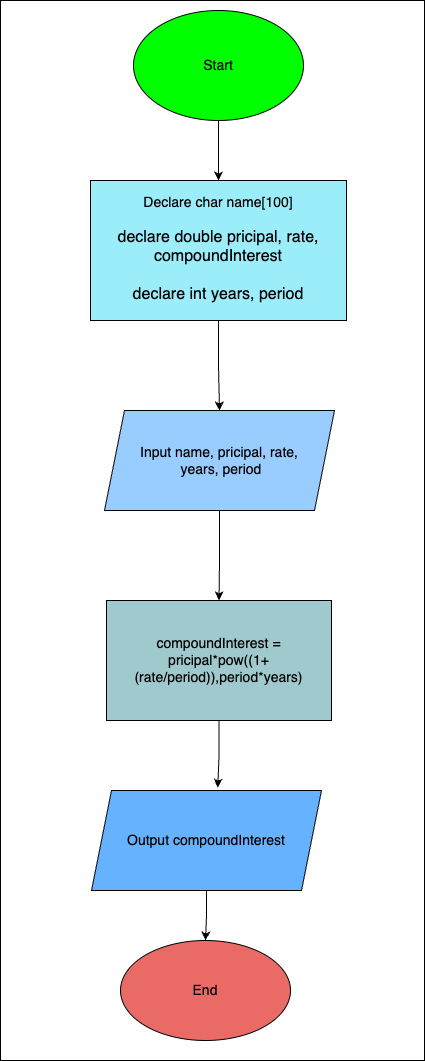 Start
Declare char name[100]
declare double pricipal, rate,
compoundInterest
declare int years, period
Input name, pricipal, rate,
years, period
compoundInterest =
pricipal*pow((1+
(rate/period)),period*years)
Output compoundInterest
End